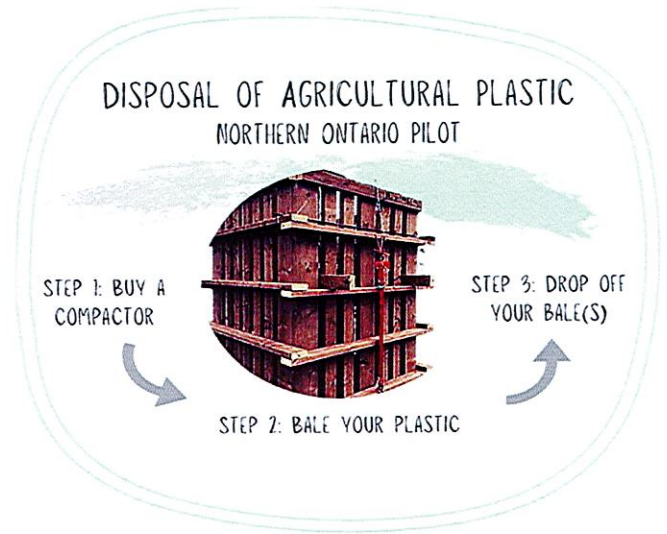 DISPOSAL OF AGRICULTURAL PLASTIC
NORTHERN ONTARIO PILOT
STEP 1: BUY A
COMPACTOR
STEP 2: BALE YOUR PLASTIC
STEP 3: DROP OFF
YOUR BALE(S)